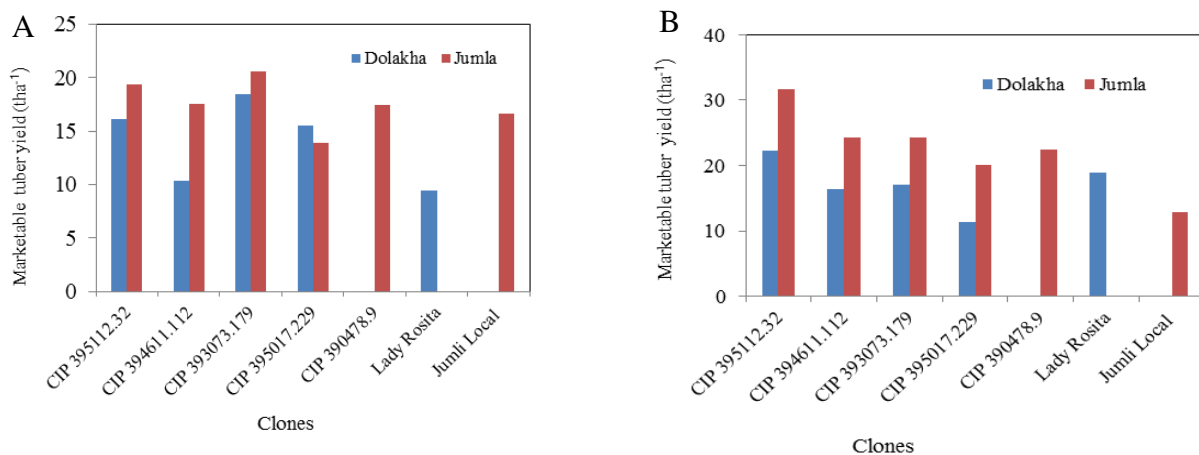 A
25
20
15
10
5
0
Marketable tuber yield (tha⁻¹)
Dolakha Jumla
CIP 395112.32
CIP 394611.112
CIP 393073.179
CIP 395017.229
CIP 390478.9
Lady Rosita
Jumli Local
Clones
B
40
30
20
10
0
Marketable tuber yield (tha⁻¹)
Dolakha Jumla
CIP 395112.32
CIP 394611.112
CIP 393073.179
CIP 395017.229
CIP 390478.9
Lady Rosita
Jumli Local
Clones